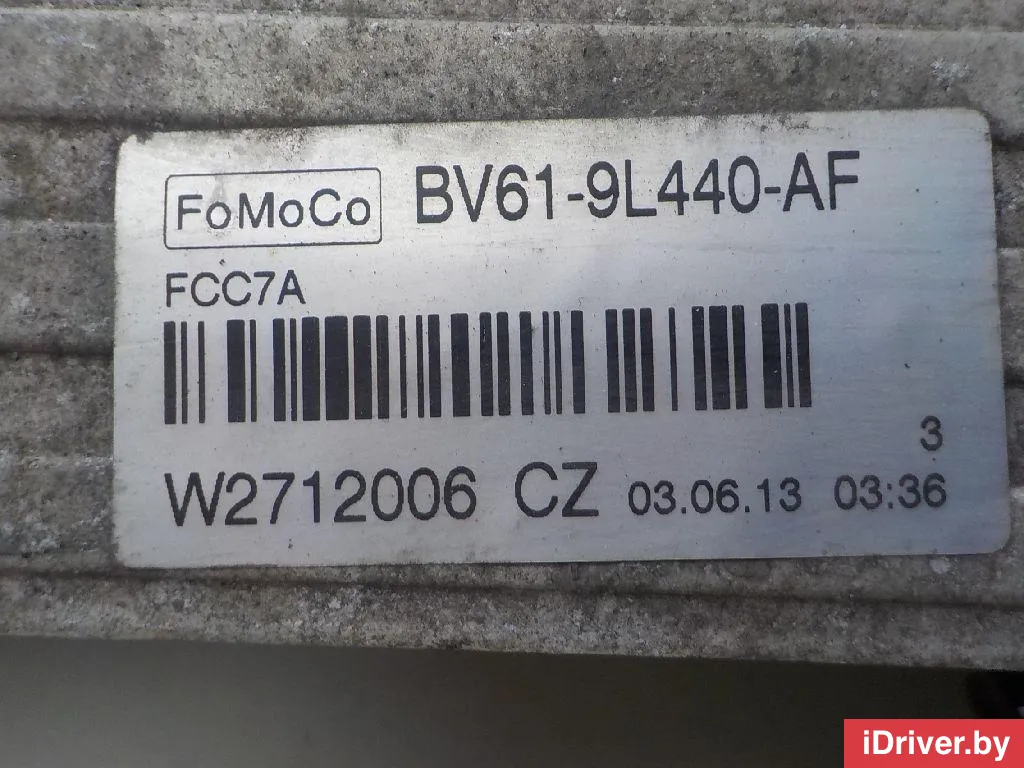 FoMoCo BV61-9L440-AF
FCC7A
3
W2712006 CZ 03.06.13 03:36
iDriver.by